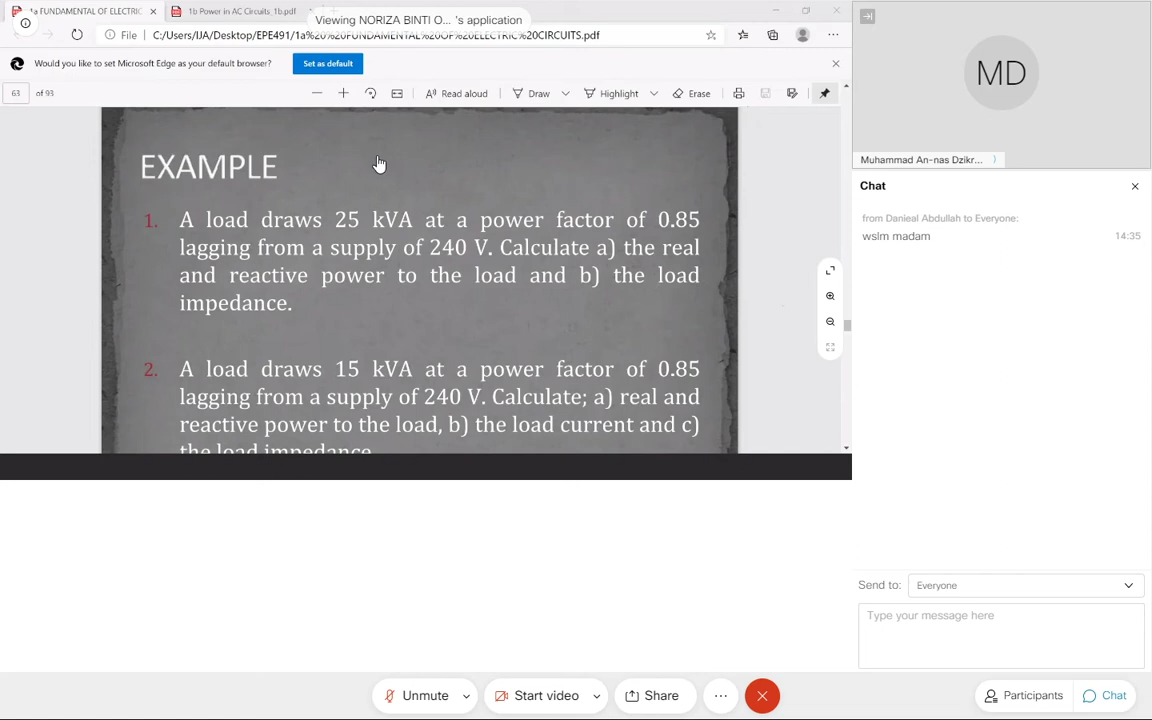 1a FUNDAMENTAL OF ELECTRIC
1b Power in AC Circuits_1b.pdf
Viewing NORIZA BINTI O... 's application
File
C:/Users/IJA/Desktop/EPE491/1a%20%20FUNDAMENTAL%20OF%20ELECTRIC%20CIRCUITS.pdf
Would you like to set Microsoft Edge as your default browser?
Set as default
63 of 93
Read aloud
Draw
Highlight
Erase
EXAMPLE
1. A load draws 25 kVA at a power factor of 0.85
lagging from a supply of 240 V. Calculate a) the real
and reactive power to the load and b) the load
impedance.
2. A load draws 15 kVA at a power factor of 0.85
lagging from a supply of 240 V. Calculate; a) real and
reactive power to the load, b) the load current and c)
the load impedance.
MD
Muhammad An-nas Dzikr...
Chat
from Danieal Abdullah to Everyone:
wslm madam
14:35
Send to:
Everyone
Type your message here
Unmute
Start video
Share
Participants
Chat